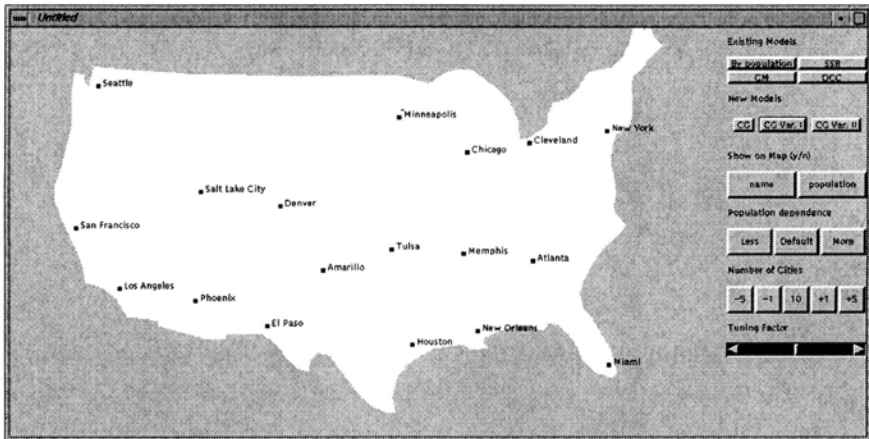 Untitled
Seattle
Minneapolis
New York
Cleveland
Chicago
Salt Lake City
Denver
San Francisco
Tulsa
Memphis
Atlanta
Amarillo
Los Angeles
Phoenix
El Paso
New Orleans
Houston
Miami
Existing Models
By population SSR
GM OCC
New Models
CG CG Var. I CG Var. II
Show on Map (y/n)
name population
Population dependence
Less Default More
Number of Cities
-5 -1 10 +1 +5
Tuning Factor